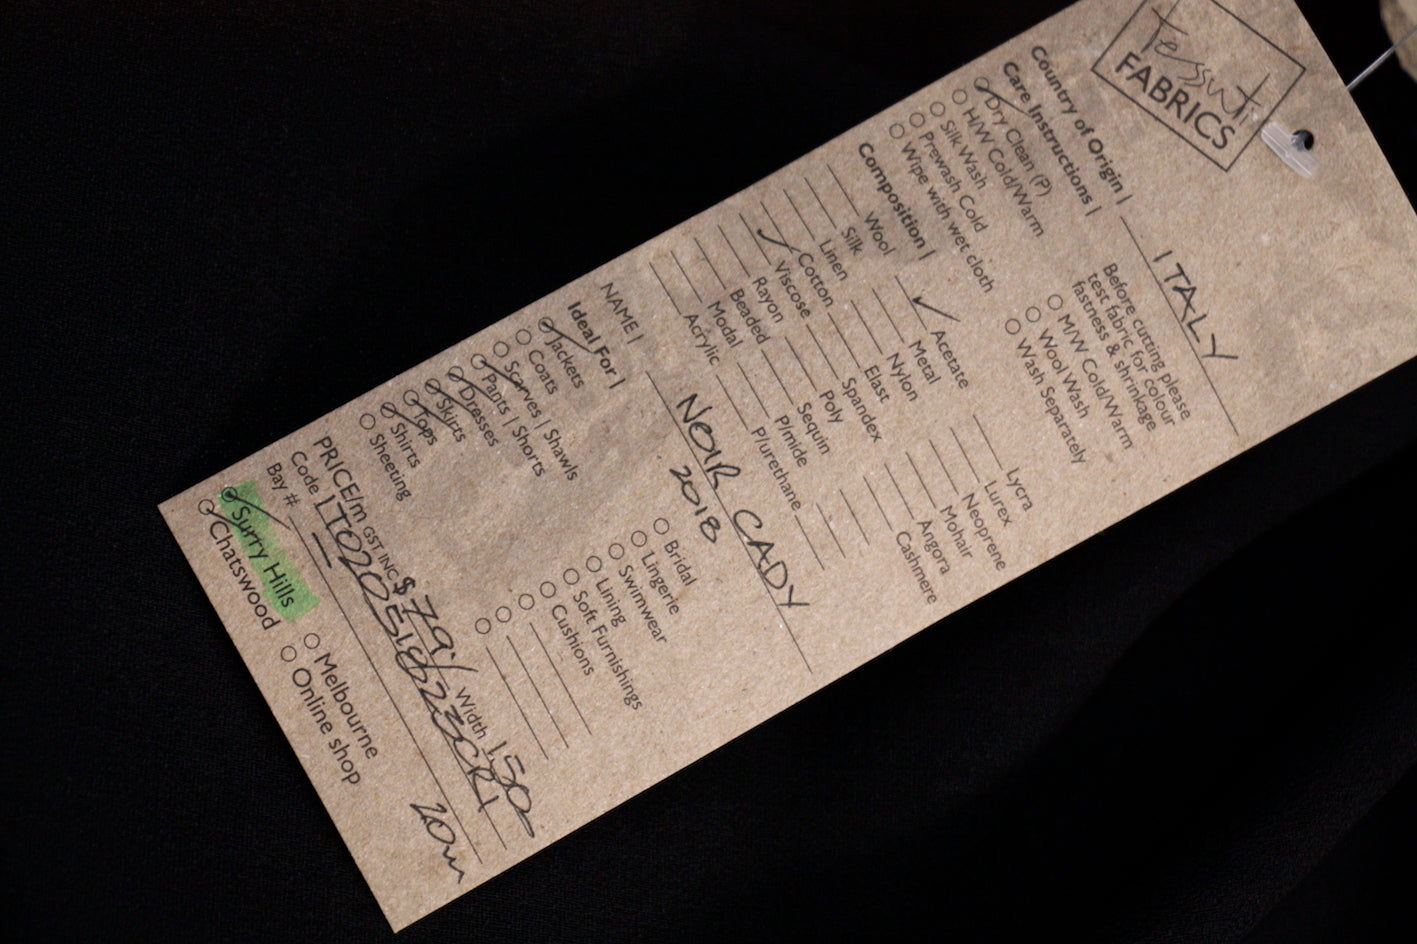 Tessuti
FABRICS
Country of Origin | ITALY
Care Instructions |
Dry Clean (P)
H/W Cold/Warm
Silk Wash
Prewash Cold
Wipe with wet cloth
Before cutting please
test fabric for colour
fastness & shrinkage
M/W Cold/Warm
Wool Wash
Wash Separately
Composition |
Wool
Silk
Linen
Cotton
Viscose
Rayon
Beaded
Modal
Acrylic
Acetate
Metal
Nylon
Elast
Spandex
Poly
Sequin
P/mide
P/urethane
Lycra
Lurex
Neoprene
Mohair
Angora
Cashmere
NAME | NOIR CADY
2018
Ideal For |
Jackets
Coats
Scarves | Shawls
Pants | Shorts
Dresses
Skirts
Tops
Shirts
Sheeting
Bridal
Lingerie
Swimwear
Lining
Soft Furnishings
Cushions
PRICE/m GST INC $79./ Width 150
Code
Bay #
20m
Surry Hills
Chatswood
Melbourne
Online shop